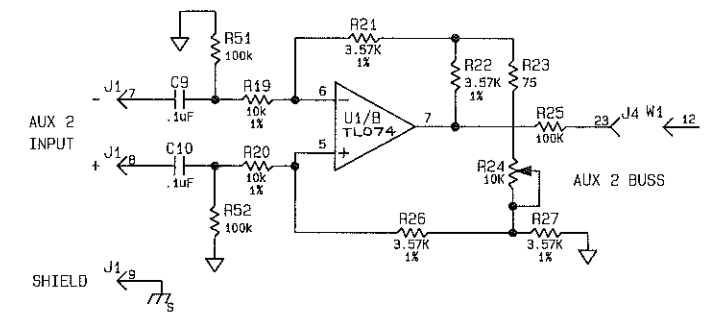 R51
100k
R21
3.57K
1%
R22
3.57K
1%
R23
75
J1
7
C9
.1uF
R19
10k
1%
6
-
U1/B
TL074
7
R25
100K
23
J4
W1
12
-
AUX 2
INPUT
+
J1
8
C10
.1uF
R20
10k
1%
5
+
R24
10K
AUX 2 BUSS
R52
100k
R26
3.57K
1%
R27
3.57K
1%
SHIELD
J1
9
S